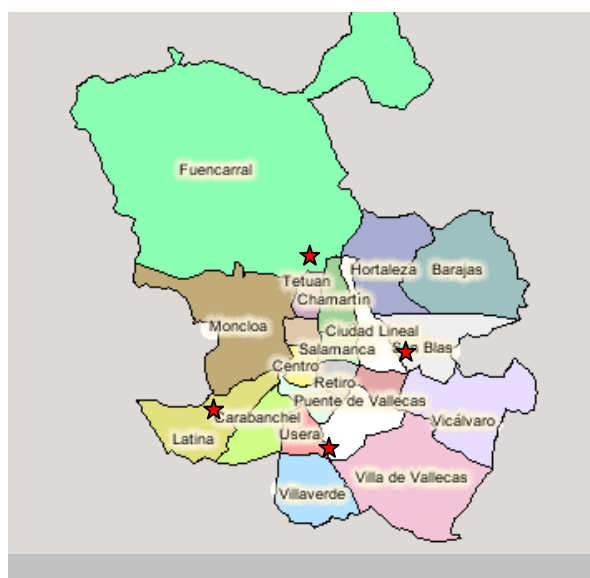 Fuencarral
Hortaleza
Barajas
Tetuan
Chamartín
Moncloa
Ciudad Lineal
Salamanca
San Blas
Centro
Retiro
Puente de Vallecas
Carabanchel
Vicálvaro
Latina
Usera
Villa de Vallecas
Villaverde